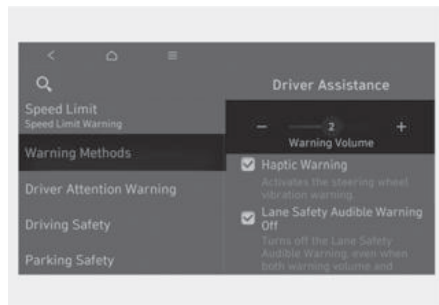 Driver Assistance
Speed Limit
Speed Limit Warning
Warning Methods
Driver Attention Warning
Driving Safety
Parking Safety
− 2 +
Warning Volume
Haptic Warning
Activates the steering wheel
vibration warning.
Lane Safety Audible Warning
Off
Turns off the Lane Safety
Audible Warning, even when
both warning volume and